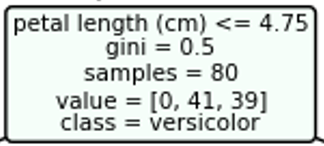 petal length (cm) <= 4.75
gini = 0.5
samples = 80
value = [0, 41, 39]
class = versicolor